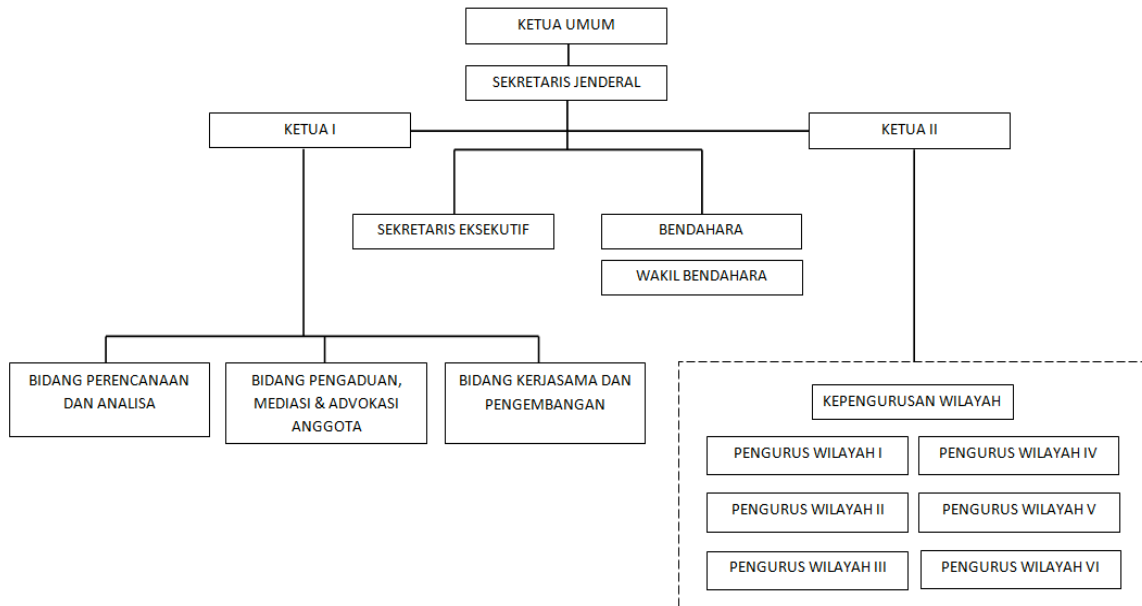 KETUA UMUM
SEKRETARIS JENDERAL
KETUA I
KETUA II
SEKRETARIS EKSEKUTIF
BENDAHARA
WAKIL BENDAHARA
BIDANG PERENCANAAN
DAN ANALISA
BIDANG PENGADUAN,
MEDIASI & ADVOKASI
ANGGOTA
BIDANG KERJASAMA DAN
PENGEMBANGAN
KEPENGURUSAN WILAYAH
PENGURUS WILAYAH I
PENGURUS WILAYAH IV
PENGURUS WILAYAH II
PENGURUS WILAYAH V
PENGURUS WILAYAH III
PENGURUS WILAYAH VI